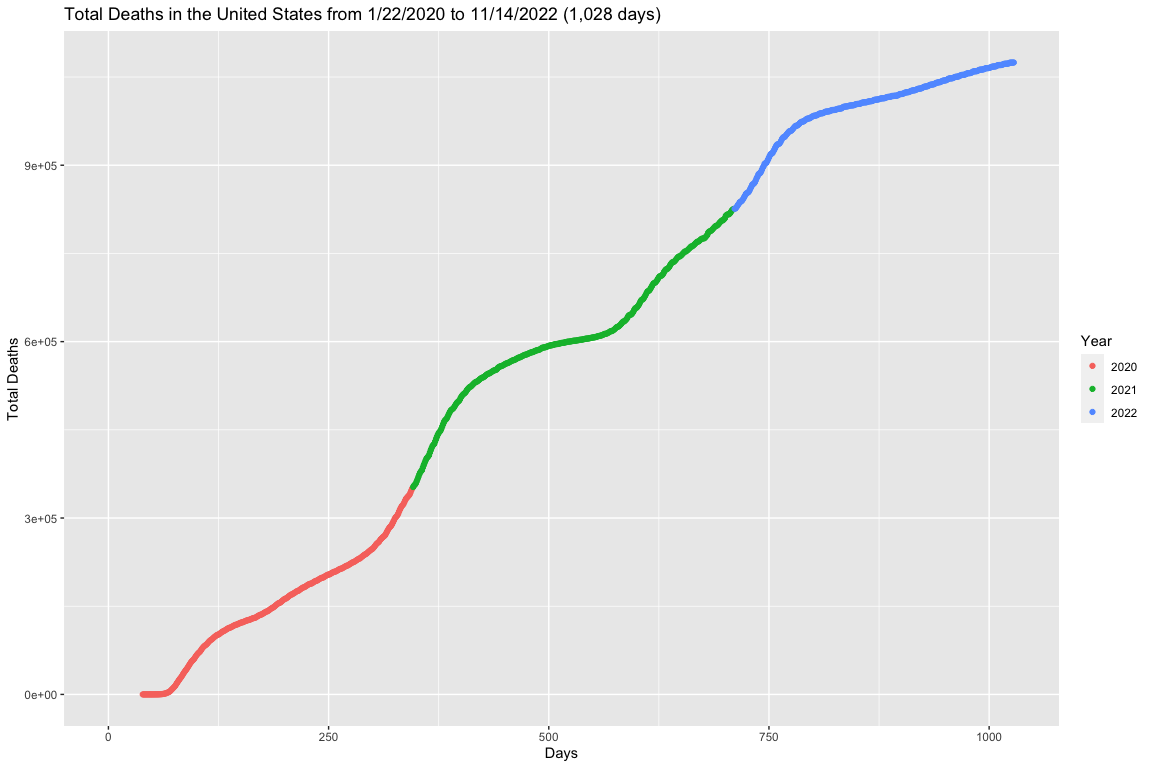 Total Deaths in the United States from 1/22/2020 to 11/14/2022 (1,028 days)
Total Deaths
9e+05
6e+05
3e+05
0e+00
0 250 500 750 1000
Days
Year
2020
2021
2022